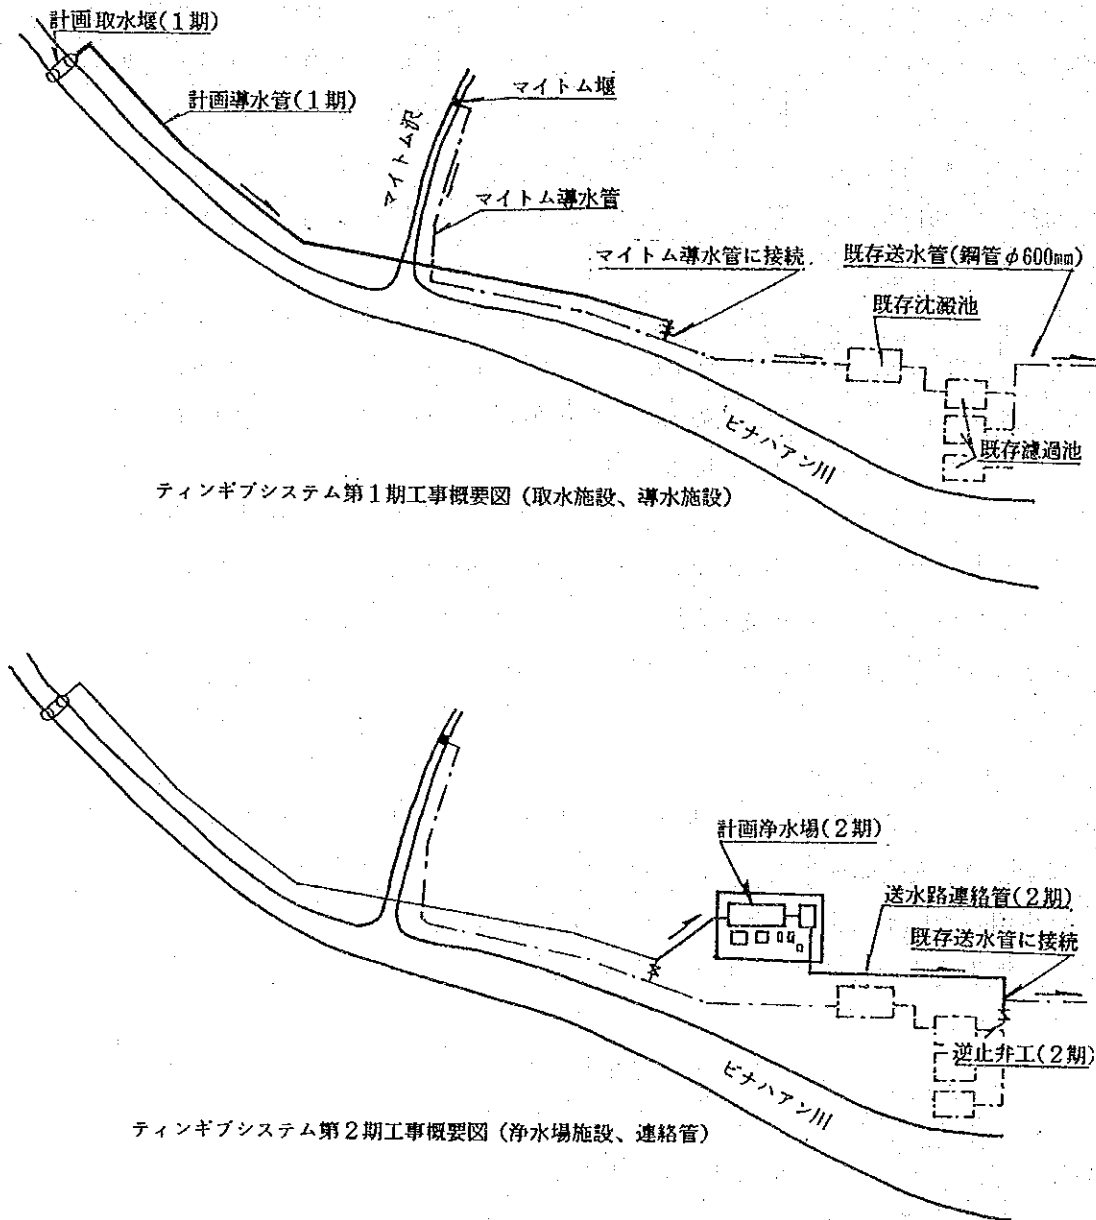 計画取水堰(1期)
計画導水管(1期)
マイトム沢
マイトム堰
マイトム導水管
マイトム導水管に接続
既存送水管(鋼管φ600mm)
既存沈澱池
既存濾過池
ビナハアン川
ティンギブシステム第1期工事概要図 (取水施設、導水施設)
計画浄水場(2期)
送水路連絡管(2期)
既存送水管に接続
逆止弁工(2期)
ビナハアン川
ティンギブシステム第2期工事概要図 (浄水場施設、連絡管)